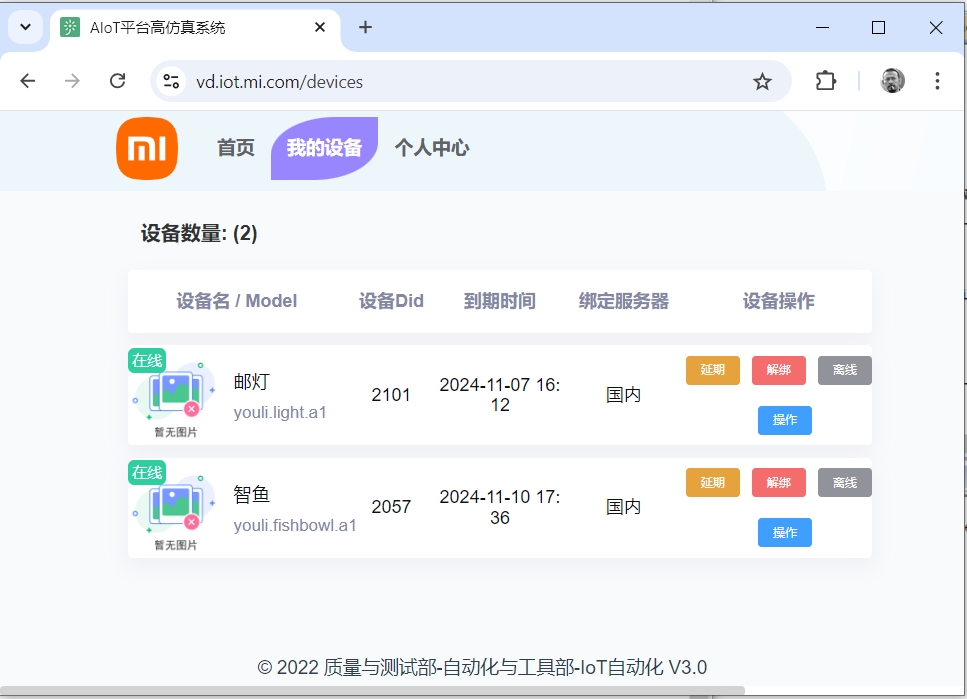 AIoT平台高仿真系统
vd.iot.mi.com/devices
mi
首页 我的设备 个人中心
设备数量: (2)
设备名 / Model 设备Did 到期时间 绑定服务器 设备操作
在线
暂无图片
邮灯
youli.light.a1
2101
2024-11-07 16:
12
国内
延期 解绑 离线
操作
在线
暂无图片
智鱼
youli.fishbowl.a1
2057
2024-11-10 17:
36
国内
延期 解绑 离线
操作
© 2022 质量与测试部-自动化与工具部-IoT自动化 V3.0